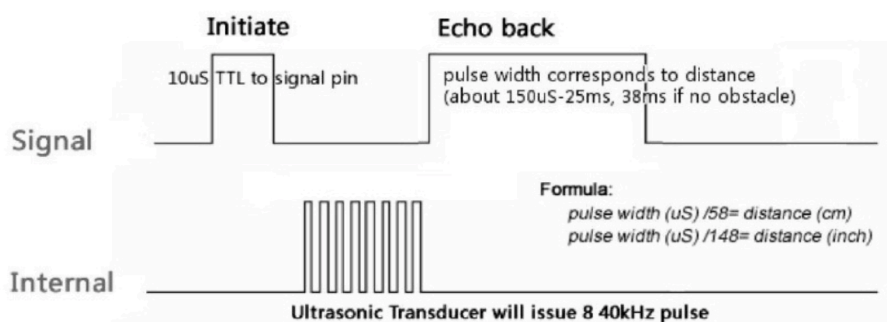 Initiate
Echo back
10uS TTL to signal pin
pulse width corresponds to distance
(about 150uS-25ms, 38ms if no obstacle)
Signal
Formula:
pulse width (uS) /58= distance (cm)
pulse width (uS) /148= distance (inch)
Internal
Ultrasonic Transducer will issue 8 40kHz pulse